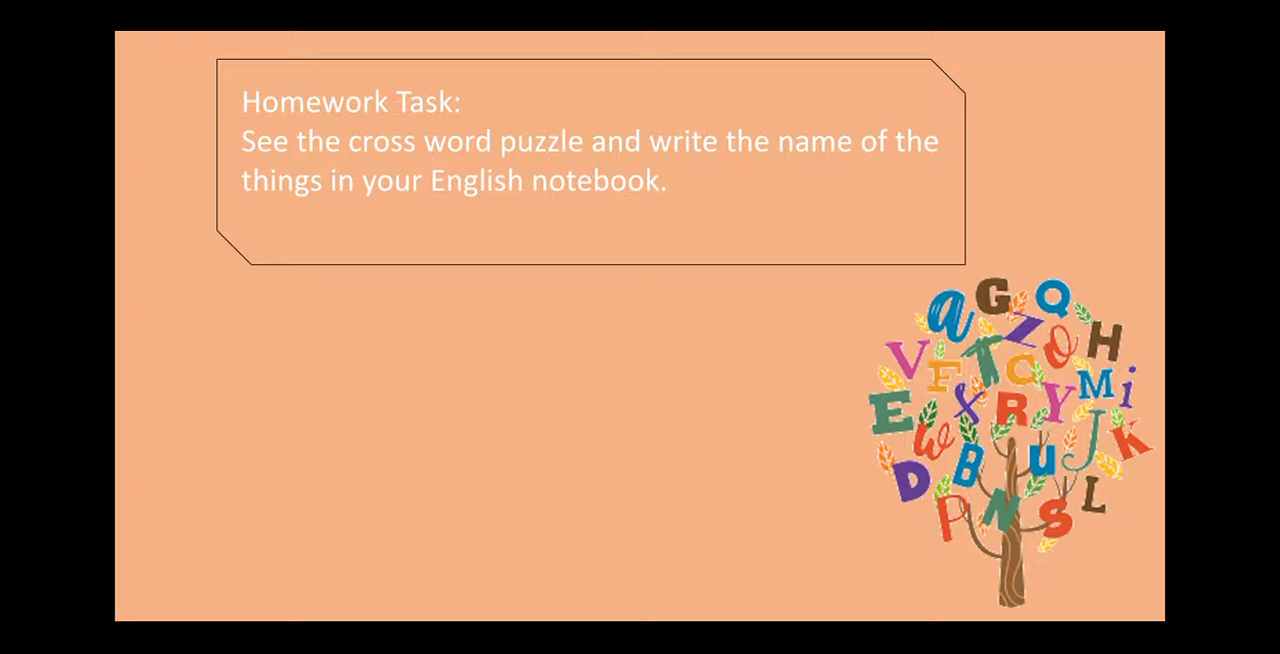 Homework Task:
See the cross word puzzle and write the name of the
things in your English notebook.
a G Q
Z O H
V F T C M i
E X R Y
w B U J K
D P N S L